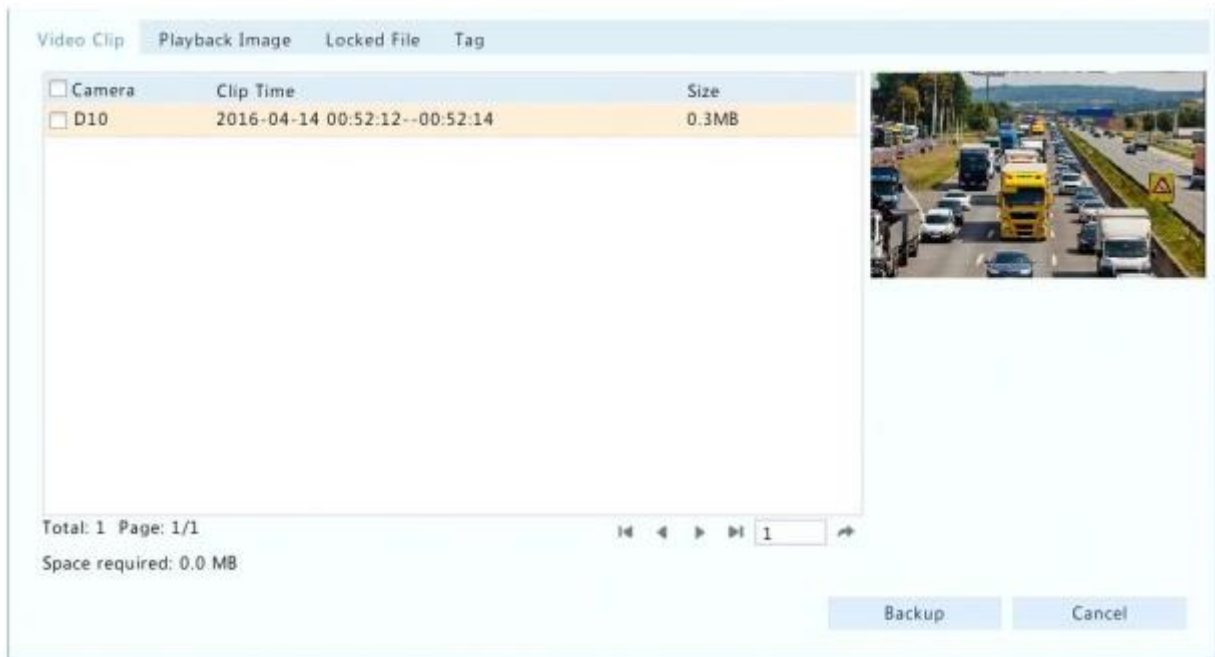 Video Clip Playback Image Locked File Tag
Camera Clip Time Size
D10 2016-04-14 00:52:12--00:52:14 0.3MB
Total: 1 Page: 1/1 1
Space required: 0.0 MB
Backup Cancel